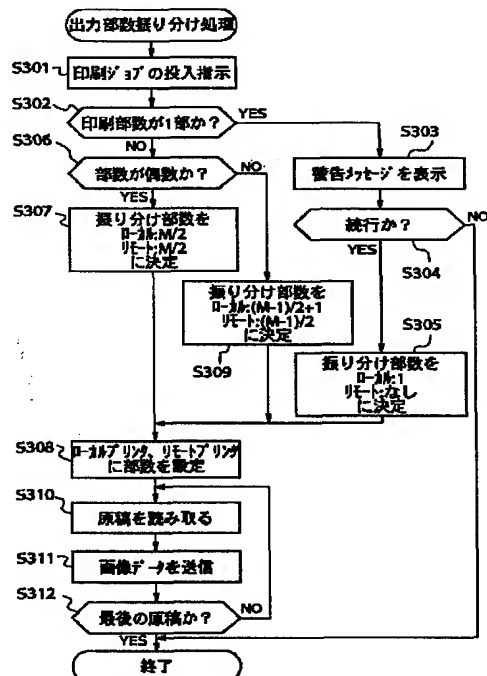 出力部数振り分け処理
S301
印刷ジョブの投入指示
S302
印刷部数が1部か?
YES
NO
S303
警告メッセージを表示
S306
部数が偶数か?
NO
YES
続行か?
NO
YES
S304
S307
振り分け部数を
ローカル:M/2
リモート:M/2
に決定
振り分け部数を
ローカル:(M-1)/2+1
リモート:(M-1)/2
に決定
S309
S305
振り分け部数を
ローカル:1
リモート:なし
に決定
S308
ローカルプリンタ、リモートプリンタ
に部数を設定
S310
原稿を読み取る
S311
画像データを送信
S312
最後の原稿か?
NO
YES
終了